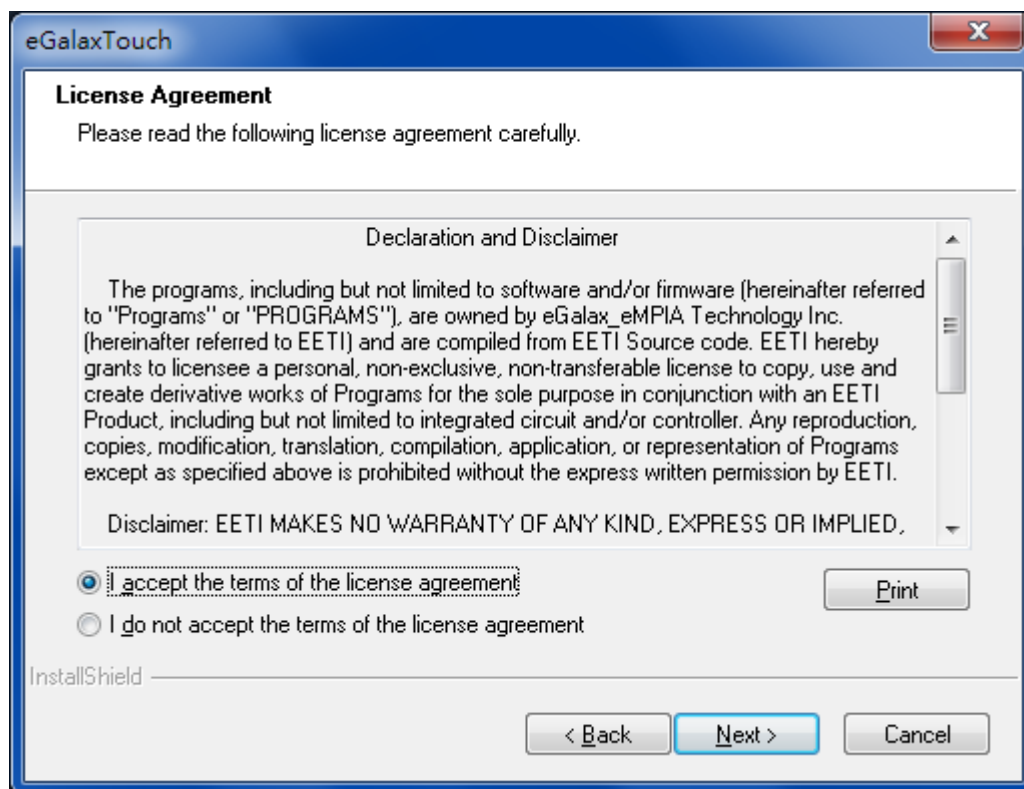 eGalaxTouch
License Agreement
Please read the following license agreement carefully.
Declaration and Disclaimer
The programs, including but not limited to software and/or firmware (hereinafter referred
to "Programs" or "PROGRAMS"), are owned by eGalax_eMPIA Technology Inc.
(hereinafter referred to EETI) and are compiled from EETI Source code. EETI hereby
grants to licensee a personal, non-exclusive, non-transferable license to copy, use and
create derivative works of Programs for the sole purpose in conjunction with an EETI
Product, including but not limited to integrated circuit and/or controller. Any reproduction,
copies, modification, translation, compilation, application, or representation of Programs
except as specified above is prohibited without the express written permission by EETI.
Disclaimer: EETI MAKES NO WARRANTY OF ANY KIND, EXPRESS OR IMPLIED,
I accept the terms of the license agreement
Print
I do not accept the terms of the license agreement
InstallShield
< Back Next > Cancel